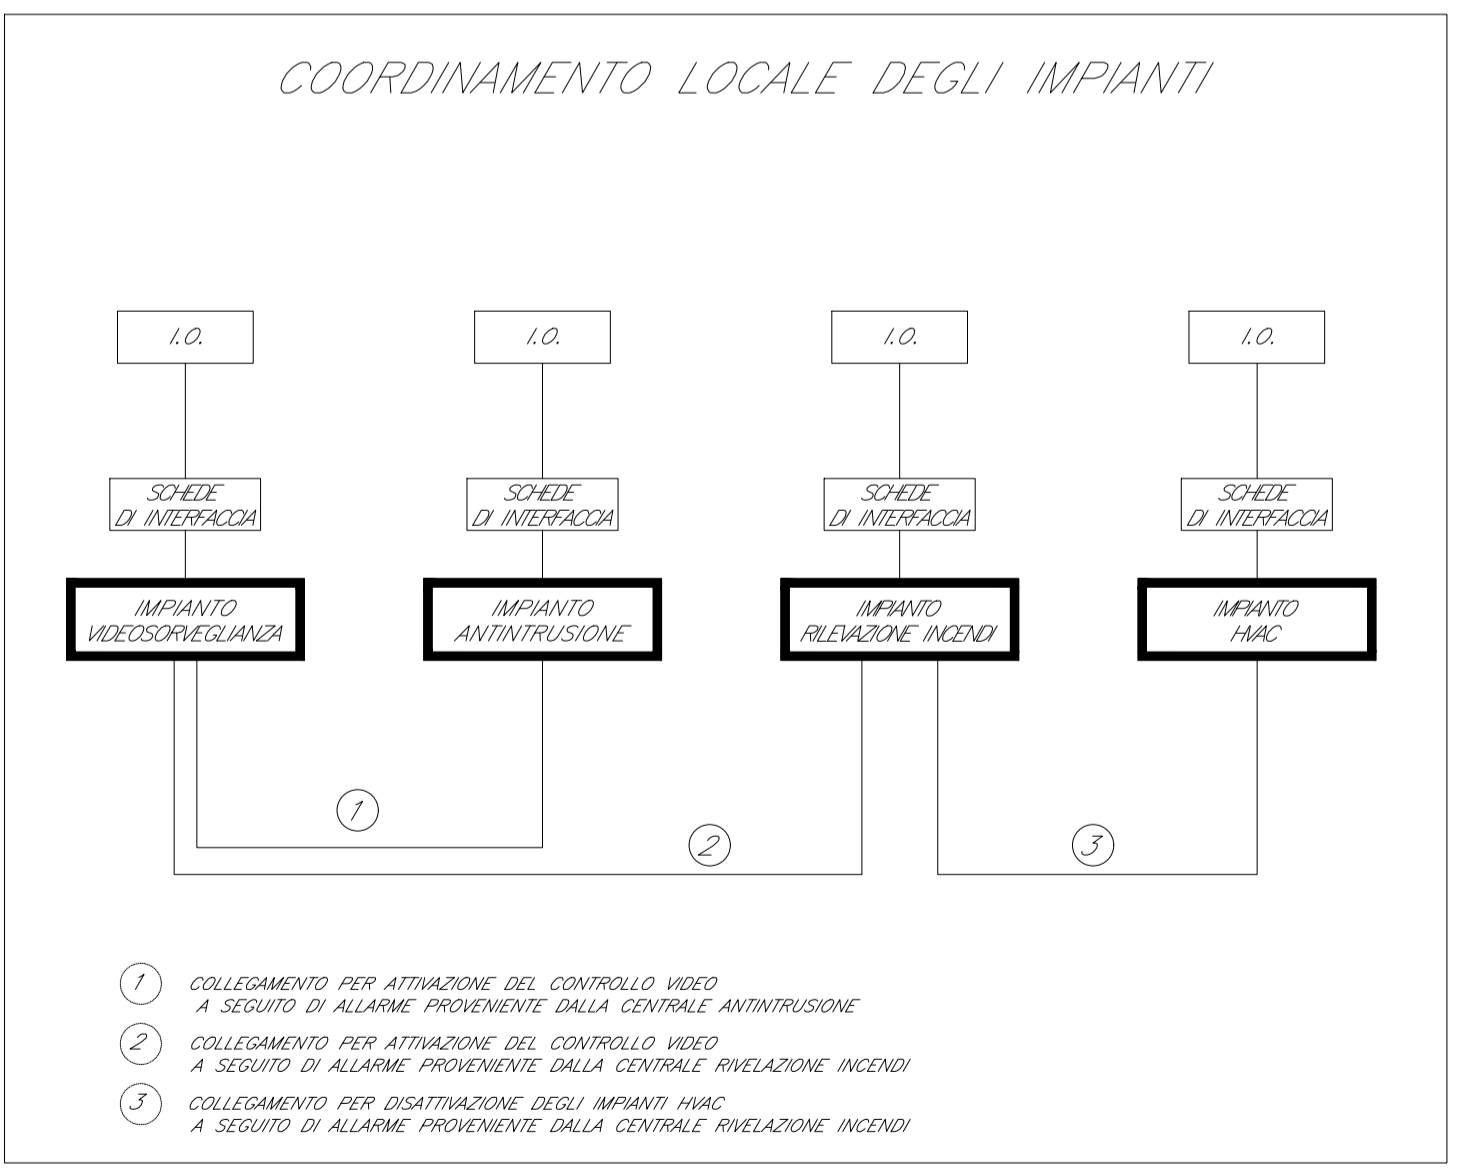 COORDINAMENTO LOCALE DEGLI IMPIANTI
I.O.
I.O.
I.O.
I.O.
SCHEDE
DI INTERFACCIA
SCHEDE
DI INTERFACCIA
SCHEDE
DI INTERFACCIA
SCHEDE
DI INTERFACCIA
IMPIANTO
VIDEOSORVEGLIANZA
IMPIANTO
ANTINTRUSIONE
IMPIANTO
RILEVAZIONE INCENDI
IMPIANTO
HVAC
1
2
3
1 COLLEGAMENTO PER ATTIVAZIONE DEL CONTROLLO VIDEO
A SEGUITO DI ALLARME PROVENIENTE DALLA CENTRALE ANTINTRUSIONE
2 COLLEGAMENTO PER ATTIVAZIONE DEL CONTROLLO VIDEO
A SEGUITO DI ALLARME PROVENIENTE DALLA CENTRALE RIVELAZIONE INCENDI
3 COLLEGAMENTO PER DISATTIVAZIONE DEGLI IMPIANTI HVAC
A SEGUITO DI ALLARME PROVENIENTE DALLA CENTRALE RIVELAZIONE INCENDI